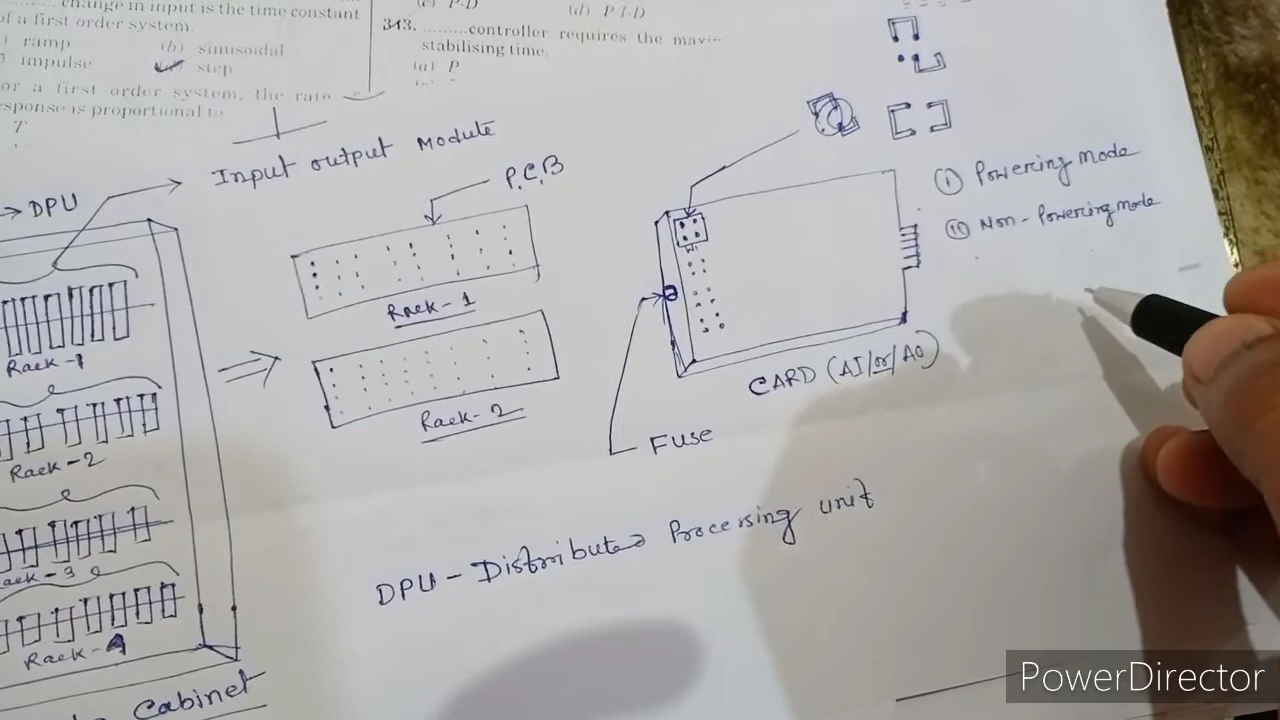 change in input is the time constant
of a first order system.
ramp
(b) sinusoidal
impulse
step
or a first order system, the rate
sponse is proportional to
T
(c) P-D
(d) P-I-D
343. ..........controller requires the
stabilising time.
(a) P
Input output Module
→ DPU
P.C.B
Rack-1
Rack-2
W1
Fuse
CARD (AI/or/AO)
(i) Powering mode
(ii) Non-Powering mode
Rack-1
Rack-2
ack-3
Rack-4
Cabinet
DPU - Distributed Processing unit
PowerDirector